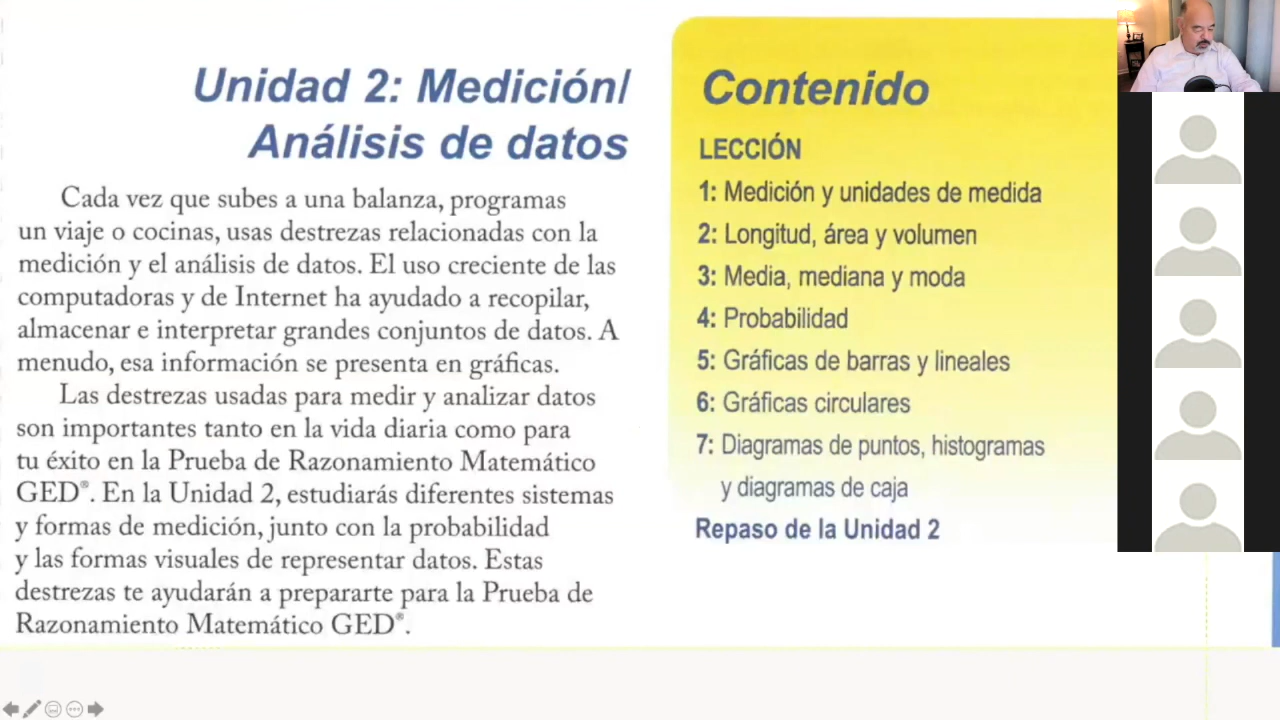 Unidad 2: Medición/
Análisis de datos
Cada vez que subes a una balanza, programas
un viaje o cocinas, usas destrezas relacionadas con la
medición y el análisis de datos. El uso creciente de las
computadoras y de Internet ha ayudado a recopilar,
almacenar e interpretar grandes conjuntos de datos. A
menudo, esa información se presenta en gráficas.
Las destrezas usadas para medir y analizar datos
son importantes tanto en la vida diaria como para
tu éxito en la Prueba de Razonamiento Matemático
GED®. En la Unidad 2, estudiarás diferentes sistemas
y formas de medición, junto con la probabilidad
y las formas visuales de representar datos. Estas
destrezas te ayudarán a prepararte para la Prueba de
Razonamiento Matemático GED®.
Contenido
LECCIÓN
1: Medición y unidades de medida
2: Longitud, área y volumen
3: Media, mediana y moda
4: Probabilidad
5: Gráficas de barras y lineales
6: Gráficas circulares
7: Diagramas de puntos, histogramas
y diagramas de caja
Repaso de la Unidad 2